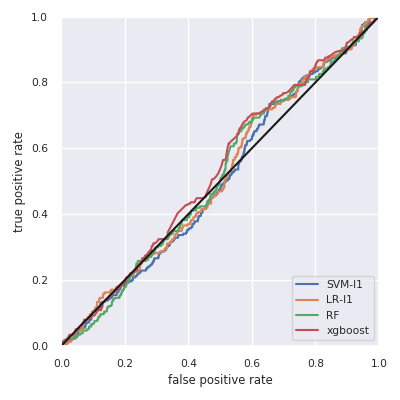 1.0
0.8
0.6
0.4
0.2
0.0
true positive rate
0.0 0.2 0.4 0.6 0.8 1.0
false positive rate
SVM-l1
LR-l1
RF
xgboost